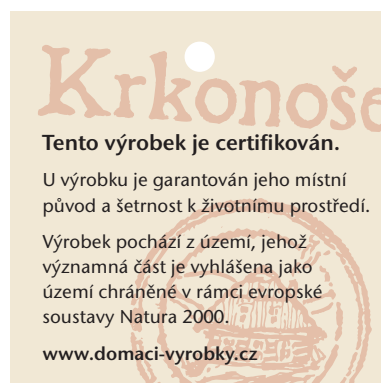 Krkonoše
Tento výrobek je certifikován.
U výrobku je garantován jeho místní
původ a šetrnost k životnímu prostředí.
Výrobek pochází z území, jehož
významná část je vyhlášena jako
území chráněné v rámci evropské
soustavy Natura 2000.
www.domaci-vyrobky.cz